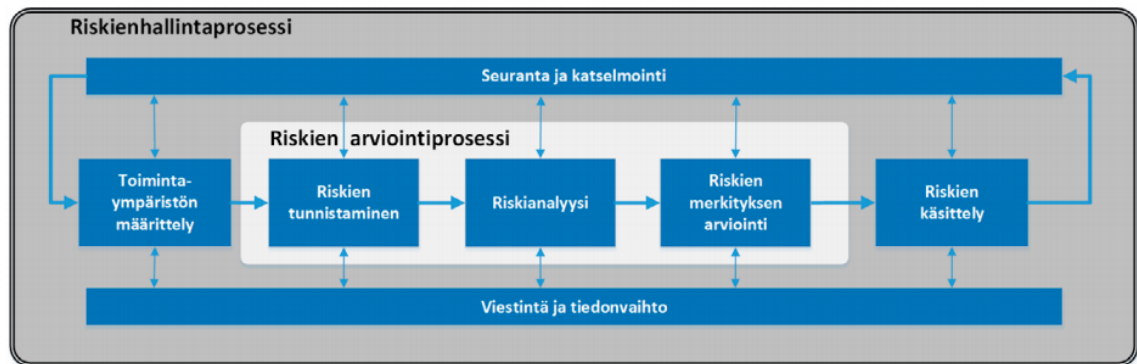 Riskienhallintaprosessi
Seuranta ja katselmointi
Riskien arviointiprosessi
Toiminta-
ympäristön
määrittely
Riskien
tunnistaminen
Riskianalyysi
Riskien
merkityksen
arviointi
Riskien
käsittely
Viestintä ja tiedonvaihto